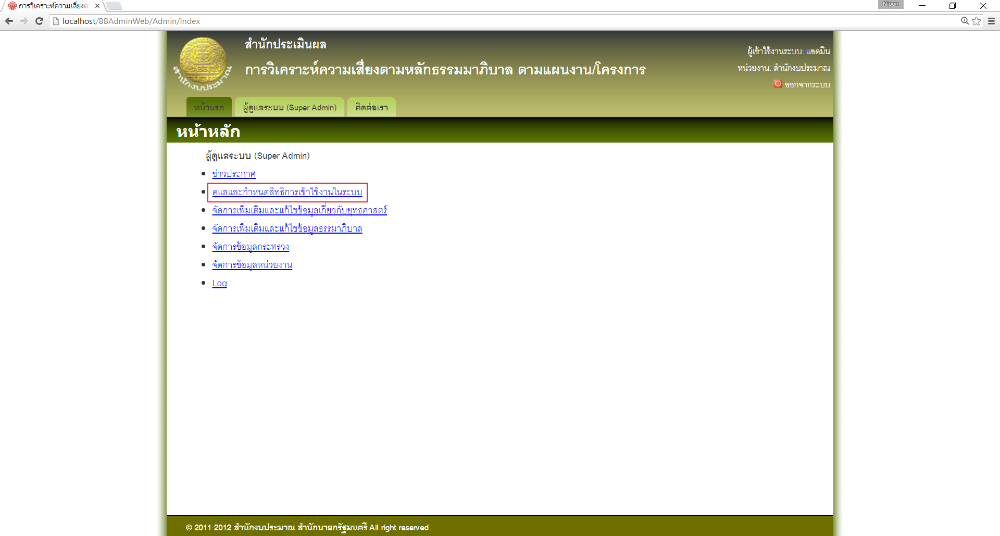 การวิเคราะห์ความเสี่ยงตา
Nipon
localhost/BBAdminWeb/Admin/Index
สำนักงบประมาณ
สำนักประเมินผล
การวิเคราะห์ความเสี่ยงตามหลักธรรมมาภิบาล ตามแผนงาน/โครงการ
ผู้เข้าใช้งานระบบ: แอดมิน
หน่วยงาน: สำนักงบประมาณ
ออกจากระบบ
หน้าแรก ผู้ดูแลระบบ (Super Admin) ติดต่อเรา
หน้าหลัก
ผู้ดูแลระบบ (Super Admin)
ข่าวประกาศ
ดูแลและกำหนดสิทธิการเข้าใช้งานในระบบ
จัดการเพิ่มเติมและแก้ไขข้อมูลเกี่ยวกับยุทธศาสตร์
จัดการเพิ่มเติมและแก้ไขข้อมูลธรรมาภิบาล
จัดการข้อมูลกระทรวง
จัดการข้อมูลหน่วยงาน
Log
© 2011-2012 สำนักงบประมาณ สำนักนายกรัฐมนตรี All right reserved